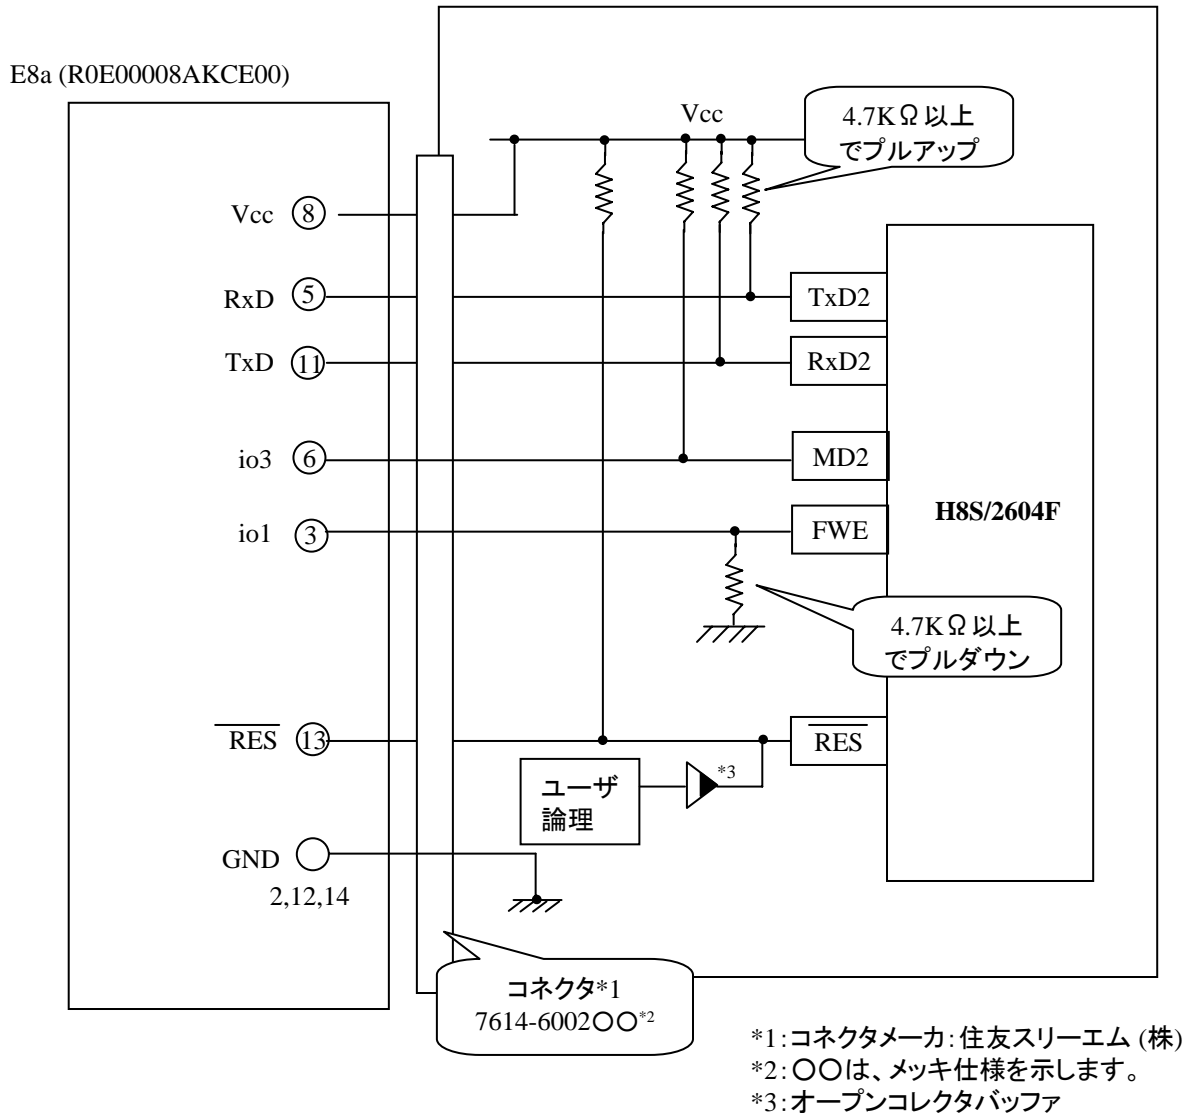 E8a (R0E00008AKCE00)
Vcc
4.7KΩ以上
でプルアップ
Vcc 8
RxD 5
TxD2
TxD 11
RxD2
io3 6
MD2
io1 3
FWE
H8S/2604F
4.7KΩ以上
でプルダウン
RES 13
RES
ユーザ
論理
*3
GND
2,12,14
コネクタ*1
7614-6002〇〇*2
*1:コネクタメーカ:住友スリーエム (株)
*2:〇〇は、メッキ仕様を示します。
*3:オープンコレクタバッファ